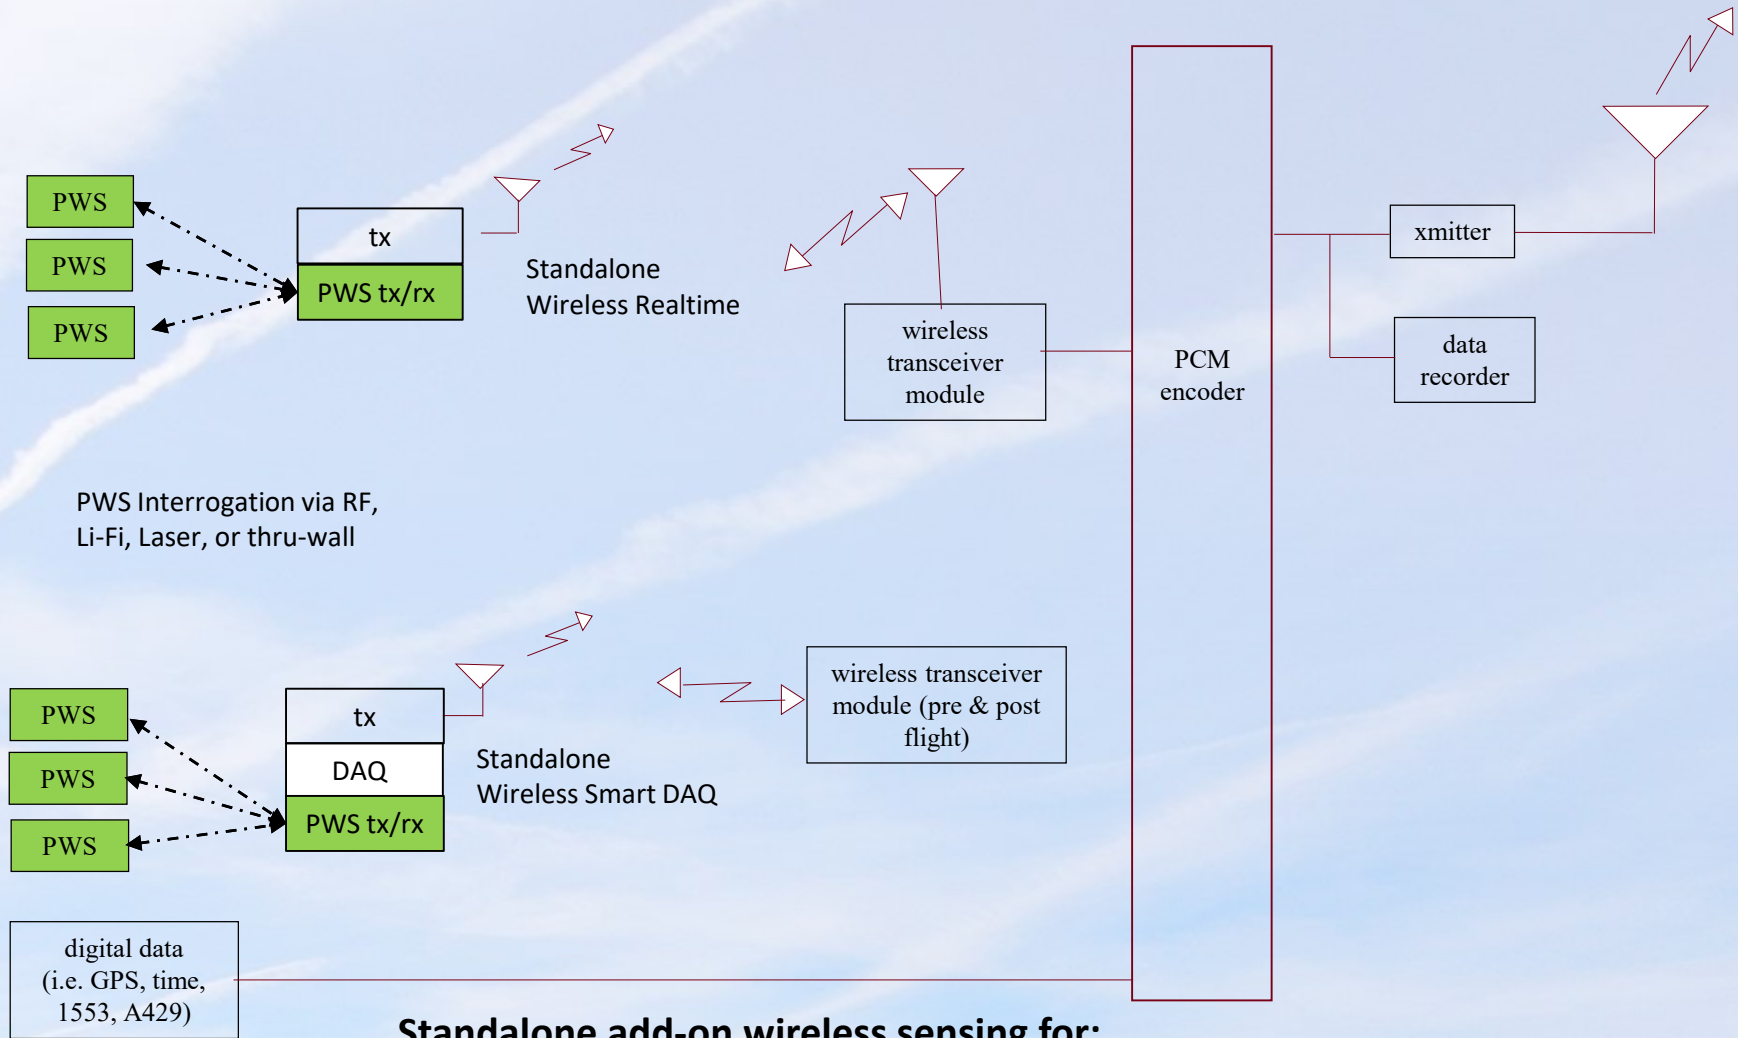 PWS
PWS
PWS
tx
PWS tx/rx
Standalone
Wireless Realtime
wireless
transceiver
module
PCM
encoder
xmitter
data
recorder
PWS Interrogation via RF,
Li-Fi, Laser, or thru-wall
PWS
PWS
PWS
tx
DAQ
PWS tx/rx
Standalone
Wireless Smart DAQ
wireless transceiver
module (pre & post
flight)
digital data
(i.e. GPS, time,
1553, A429)
Standalone add-on wireless sensing for: